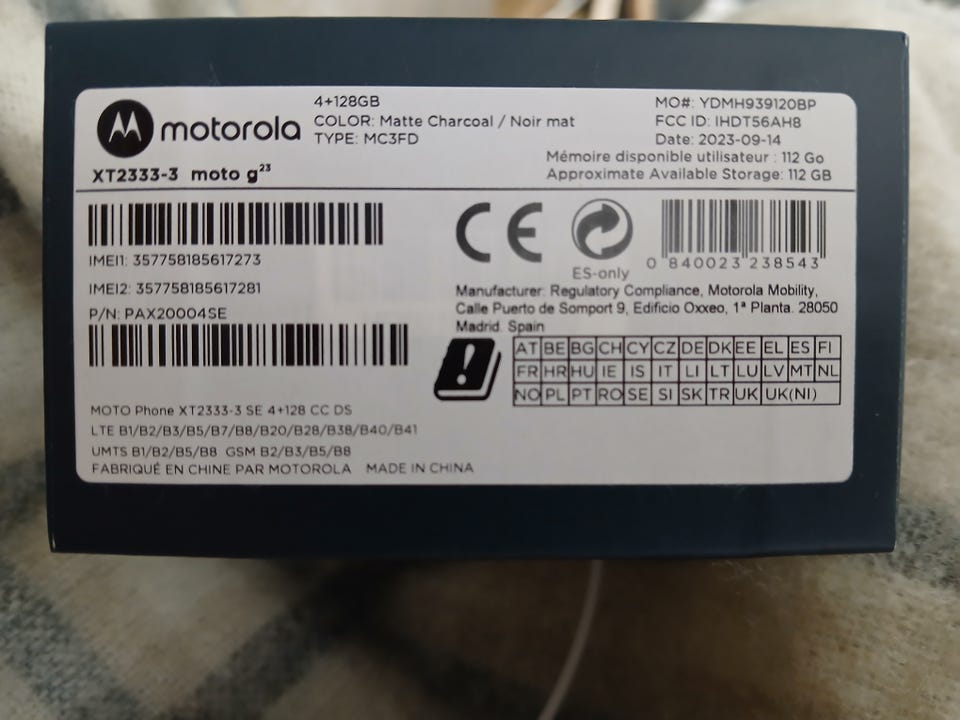 motorola
4+128GB
COLOR: Matte Charcoal / Noir mat
TYPE: MC3FD
MO#: YDMH939120BP
FCC ID: IHDT56AH8
Date: 2023-09-14
Mémoire disponible utilisateur : 112 Go
Approximate Available Storage: 112 GB
XT2333-3 moto g23
IMEI1: 357758185617273
IMEI2: 357758185617281
P/N: PAX20004SE
CE
ES-only
0 840023 238543
Manufacturer: Regulatory Compliance, Motorola Mobility,
Calle Puerto de Somport 9, Edificio Oxxeo, 1ª Planta. 28050
Madrid. Spain
!
AT BE BG CH CY CZ DE DK EE EL ES FI
FR HR HU IE IS IT LI LT LU LV MT NL
NO PL PT RO SE SI SK TR UK UK(NI)
MOTO Phone XT2333-3 SE 4+128 CC DS
LTE B1/B2/B3/B5/B7/B8/B20/B28/B38/B40/B41
UMTS B1/B2/B5/B8 GSM B2/B3/B5/B8
FABRIQUÉ EN CHINE PAR MOTOROLA MADE IN CHINA